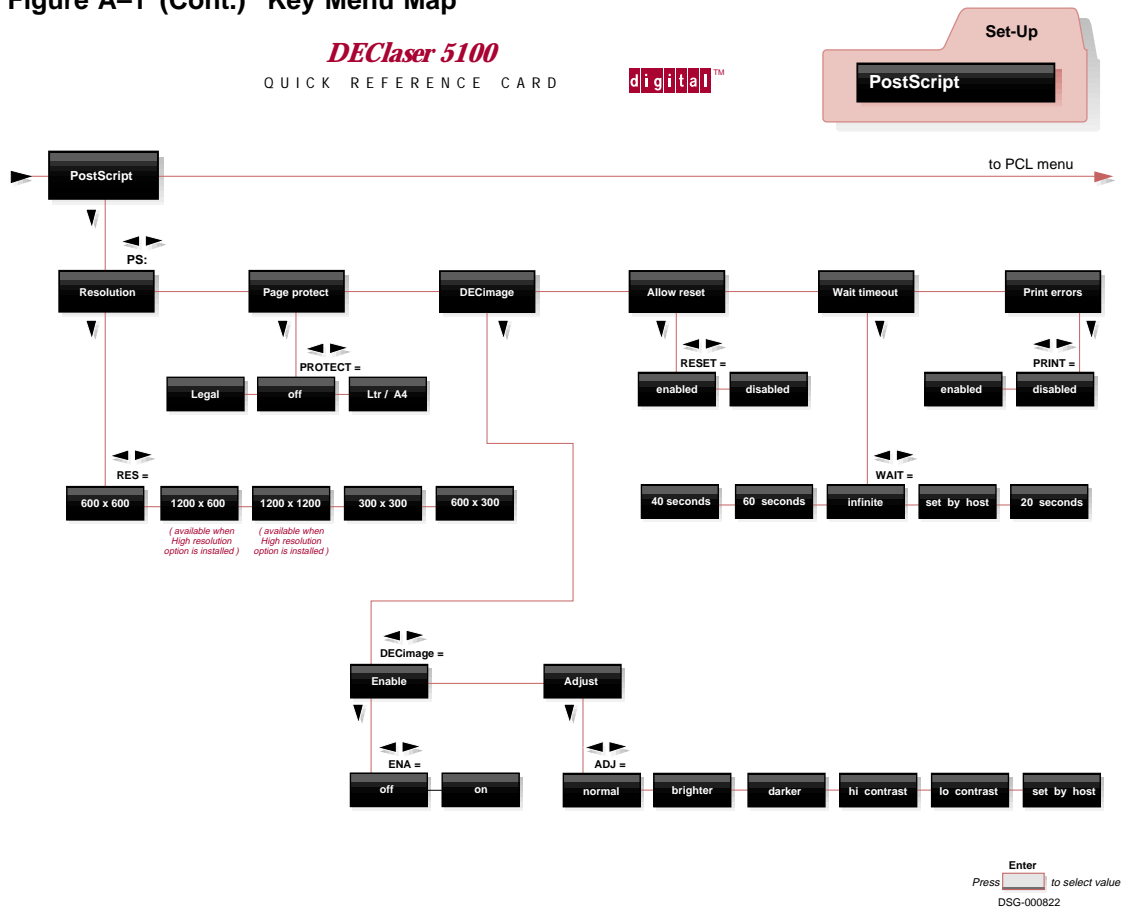 Figure A–1 (Cont.) Key Menu Map
DEClaser 5100
QUICK REFERENCE CARD
digital™
Set-Up
PostScript
PostScript
to PCL menu
PS:
Resolution
Page protect
DECimage
Allow reset
Wait timeout
Print errors
PROTECT =
RESET =
PRINT =
Legal
off
Ltr / A4
enabled
disabled
enabled
disabled
RES =
WAIT =
600 x 600
1200 x 600
1200 x 1200
300 x 300
600 x 300
40 seconds
60 seconds
infinite
set by host
20 seconds
( available when
High resolution
option is installed )
( available when
High resolution
option is installed )
DECimage =
Enable
Adjust
ENA =
ADJ =
off
on
normal
brighter
darker
hi contrast
lo contrast
set by host
Enter
Press to select value
DSG-000822